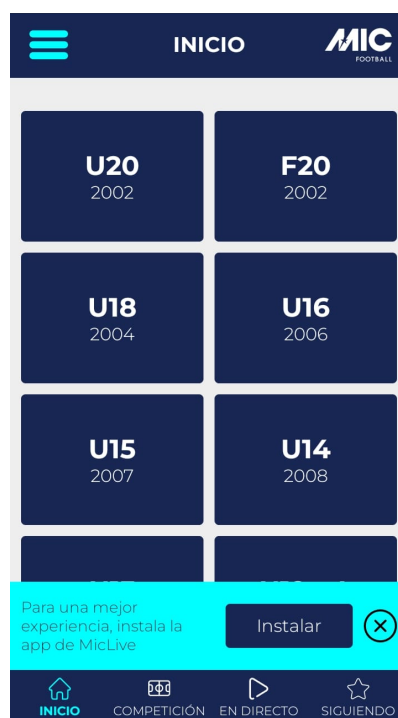 INICIO
MIC
FOOTBALL
U20
2002
F20
2002
U18
2004
U16
2006
U15
2007
U14
2008
Para una mejor
experiencia, instala la
app de MicLive
Instalar
INICIO
COMPETICIÓN
EN DIRECTO
SIGUIENDO